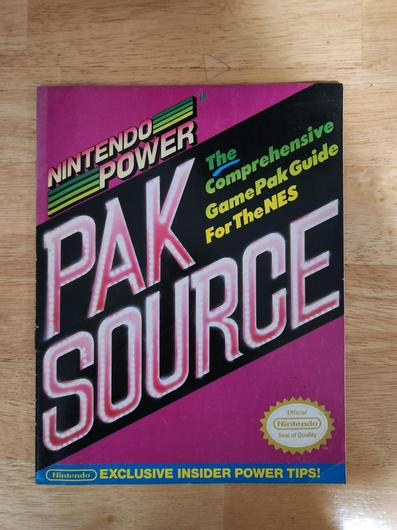 NINTENDO
POWER
TM
The
Comprehensive
Game Pak Guide
For The NES
PAK
SOURCE
Official
Nintendo
Seal of Quality
Nintendo EXCLUSIVE INSIDER POWER TIPS!